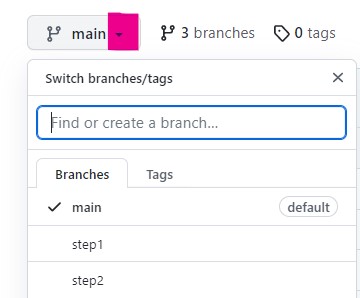 main 3 branches 0 tags
Switch branches/tags
Find or create a branch...
Branches Tags
main default
step1
step2